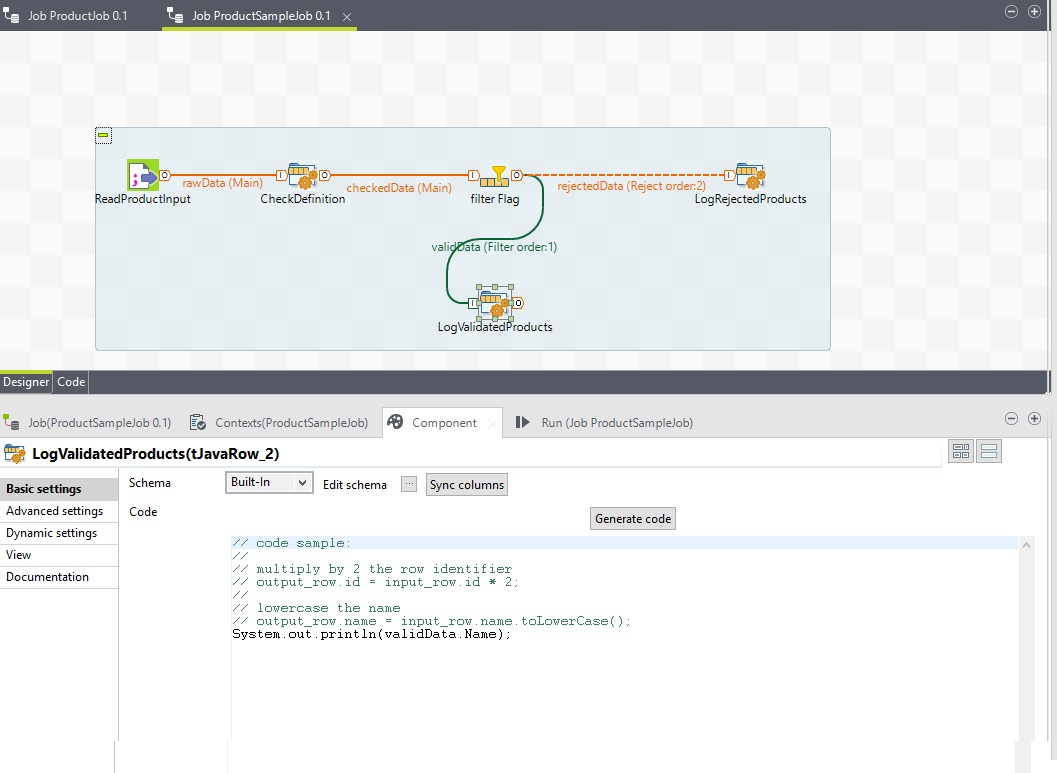 Job ProductJob 0.1
Job ProductSampleJob 0.1
rawData (Main)
checkedData (Main)
rejectedData (Reject order:2)
ReadProductInput
CheckDefinition
filter Flag
LogRejectedProducts
validData (Filter order:1)
LogValidatedProducts
Designer
Code
Job(ProductSampleJob 0.1)
Contexts(ProductSampleJob)
Component
Run (Job ProductSampleJob)
LogValidatedProducts(tJavaRow_2)
Basic settings
Advanced settings
Dynamic settings
View
Documentation
Schema
Built-In
Edit schema
...
Sync columns
Code
Generate code
// code sample:
//
// multiply by 2 the row identifier
// output_row.id = input_row.id * 2;
//
// lowercase the name
// output_row.name = input_row.name.toLowerCase();
System.out.println(validData.Name);